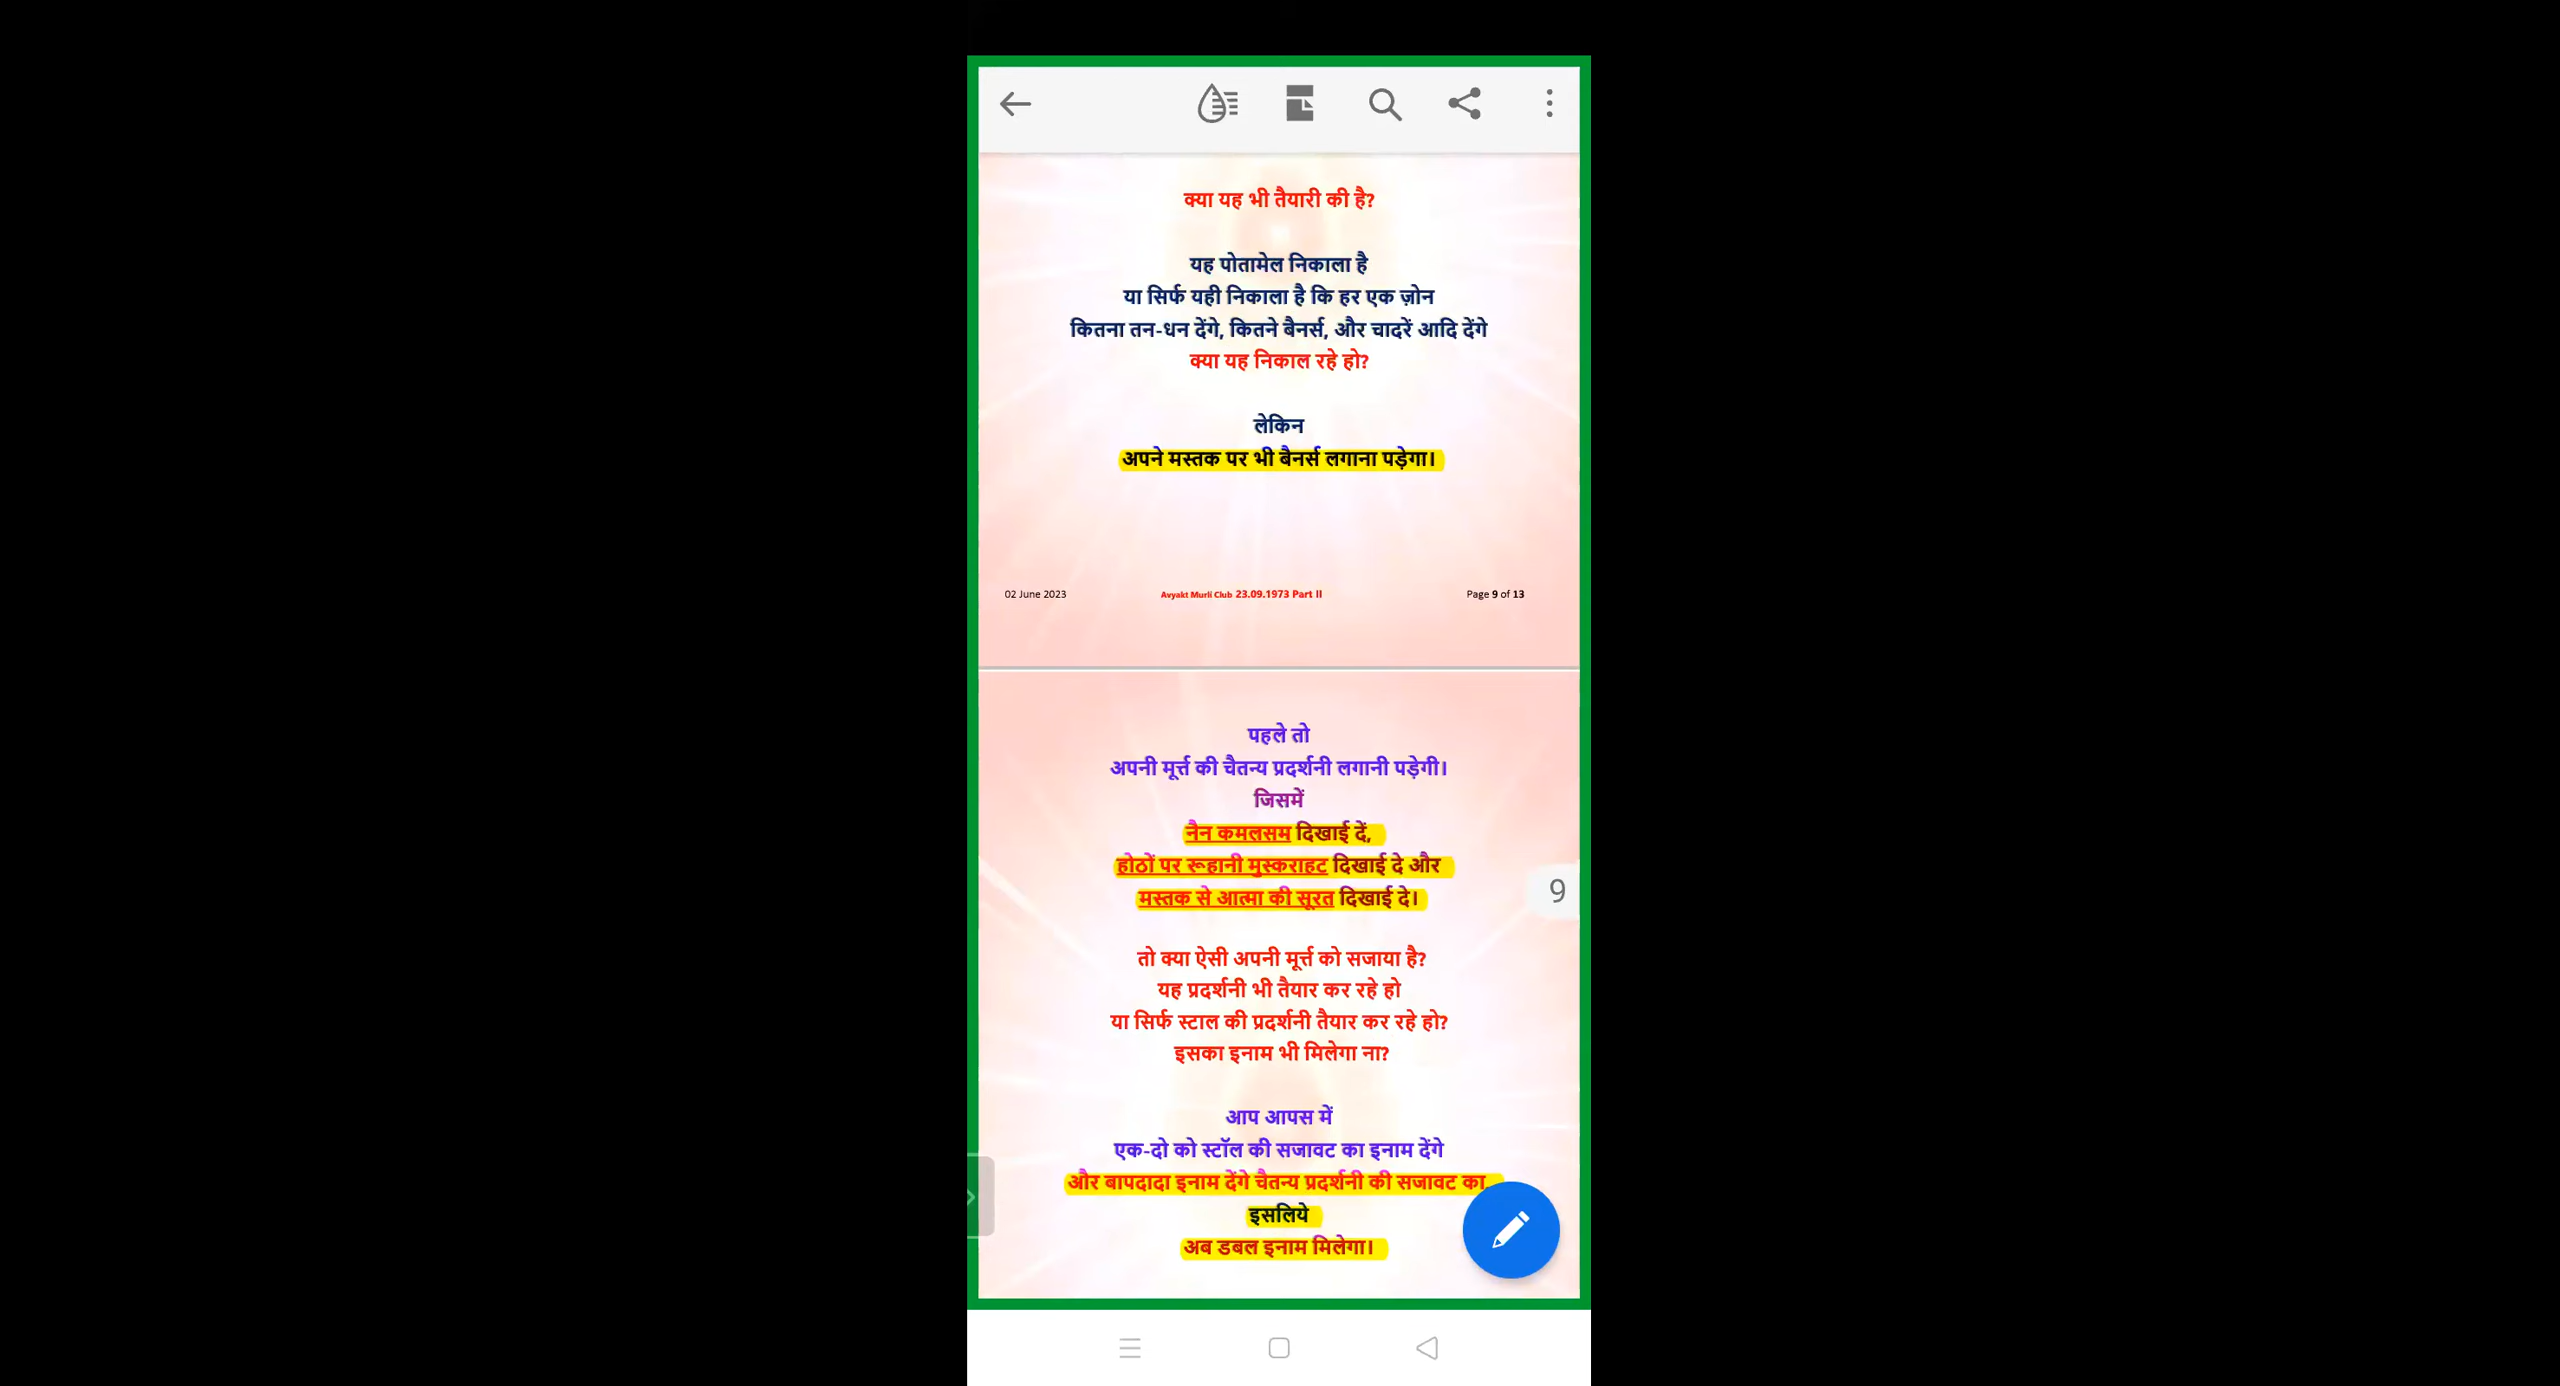 क्या यह भी तैयारी की है?
यह पोतामेल निकाला है
या सिर्फ यही निकाला है कि हर एक ज़ोन
कितना तन-धन देंगे, कितने बैनर्स, और चादरें आदि देंगे
क्या यह निकाल रहे हो?
लेकिन
अपने मस्तक पर भी बैनर्स लगाना पड़ेगा।
02 June 2023 Avyakt Murli Club 23.09.1973 Part II Page 9 of 13
पहले तो
अपनी मूर्त्त की चैतन्य प्रदर्शनी लगानी पड़ेगी।
जिसमें
नैन कमलसम दिखाई दें,
होठों पर रूहानी मुस्कराहट दिखाई दे और
मस्तक से आत्मा की सूरत दिखाई दे।
9
तो क्या ऐसी अपनी मूर्त्त को सजाया है?
यह प्रदर्शनी भी तैयार कर रहे हो
या सिर्फ स्टाल की प्रदर्शनी तैयार कर रहे हो?
इसका इनाम भी मिलेगा ना?
आप आपस में
एक-दो को स्टॉल की सजावट का इनाम देंगे
और बापदादा इनाम देंगे चैतन्य प्रदर्शनी की सजावट का
इसलिये
अब डबल इनाम मिलेगा।